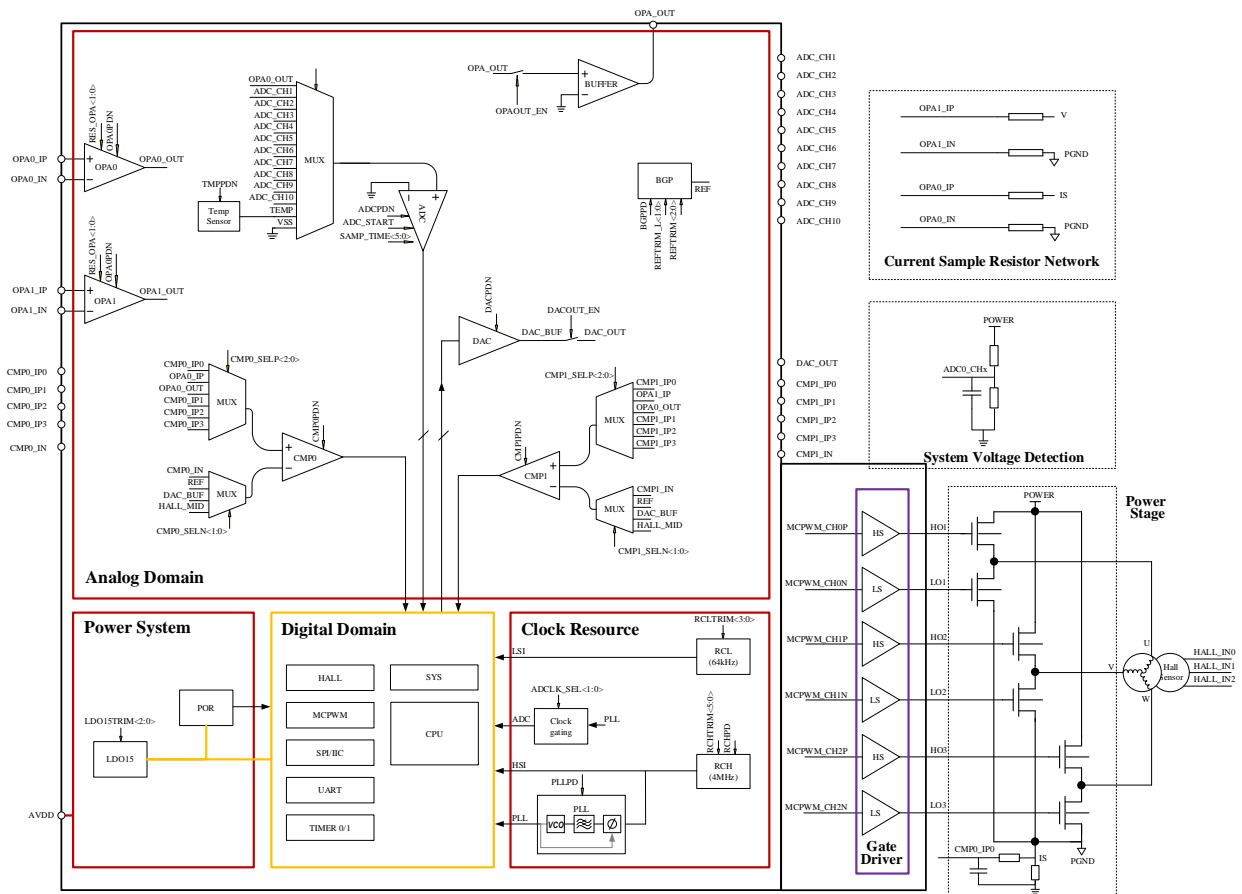 OPA_OUT
OPA_OUT
BUFFER
OPAOUT_EN
OPA0_OUT
ADC_CH1
ADC_CH2
ADC_CH3
ADC_CH4
ADC_CH5
ADC_CH6
ADC_CH7
ADC_CH8
ADC_CH9
ADC_CH10
TEMP
VSS
MUX
TMPPDN
Temp
Sensor
ADC
ADCPDN
ADC_START
SAMP_TIME<5:0>
RES_OPA<1:0>
OPA0PDN
OPA0_IP
OPA0_IN
OPA0
OPA0_OUT
RES_OPA<1:0>
OPA0PDN
OPA1_IP
OPA1_IN
OPA1
OPA1_OUT
BGP
REF
BGPPD
REFTRIM_L<1:0>
REFTRIM<2:0>
DACPDN
DAC
DACOUT_EN
DAC_BUF
DAC_OUT
CMP0_IP0
CMP0_IP1
CMP0_IP2
CMP0_IP3
CMP0_IN
CMP0_SELP<2:0>
CMP0_IP0
OPA0_IP
OPA0_OUT
CMP0_IP1
CMP0_IP2
CMP0_IP3
MUX
CMP0PDN
CMP0
CMP0_IN
REF
DAC_BUF
HALL_MID
MUX
CMP0_SELN<1:0>
CMP1_SELP<2:0>
CMP1_IP0
OPA1_IP
OPA0_OUT
CMP1_IP1
CMP1_IP2
CMP1_IP3
MUX
CMP1PDN
CMP1
CMP1_IN
REF
DAC_BUF
HALL_MID
MUX
CMP1_SELN<1:0>
Analog Domain
ADC_CH1
ADC_CH2
ADC_CH3
ADC_CH4
ADC_CH5
ADC_CH6
ADC_CH7
ADC_CH8
ADC_CH9
ADC_CH10
DAC_OUT
CMP1_IP0
CMP1_IP1
CMP1_IP2
CMP1_IP3
CMP1_IN
OPA1_IP
V
OPA1_IN
PGND
OPA0_IP
IS
OPA0_IN
PGND
Current Sample Resistor Network
POWER
ADC0_CHx
System Voltage Detection
Power System
LDO15TRIM<2:0>
LDO15
POR
AVDD
Digital Domain
HALL
MCPWM
SPI/IIC
UART
TIMER 0/1
SYS
CPU
Clock Resource
RCLTRIM<3:0>
LSI
RCL
(64kHz)
ADCLK_SEL<1:0>
ADC
Clock
gating
PLL
RCHTRIM<5:0>
RCHPD
HSI
RCH
(4MHz)
PLLPD
PLL
PLL
VCO
Ø
MCPWM_CH0P
HS
HO1
MCPWM_CH0N
LS
LO1
MCPWM_CH1P
HS
HO2
MCPWM_CH1N
LS
LO2
MCPWM_CH2P
HS
HO3
MCPWM_CH2N
LS
LO3
Gate
Driver
POWER
Power
Stage
U
V
W
Hall
Sensor
HALL_IN0
HALL_IN1
HALL_IN2
PGND
CMP0_IP0
IS